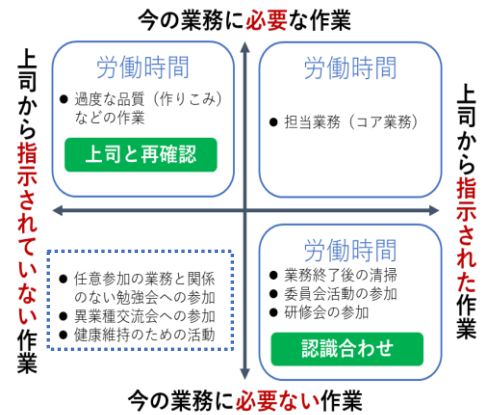 今の業務に必要な作業
上司から指示されていない作業
労働時間
● 過度な品質（作りこみ）
などの作業
上司と再確認
労働時間
● 担当業務（コア業務）
上司から指示された作業
● 任意参加の業務と関係
のない勉強会への参加
● 異業種交流会への参加
● 健康維持のための活動
労働時間
● 業務終了後の清掃
● 委員会活動の参加
● 研修会の参加
認識合わせ
今の業務に必要ない作業